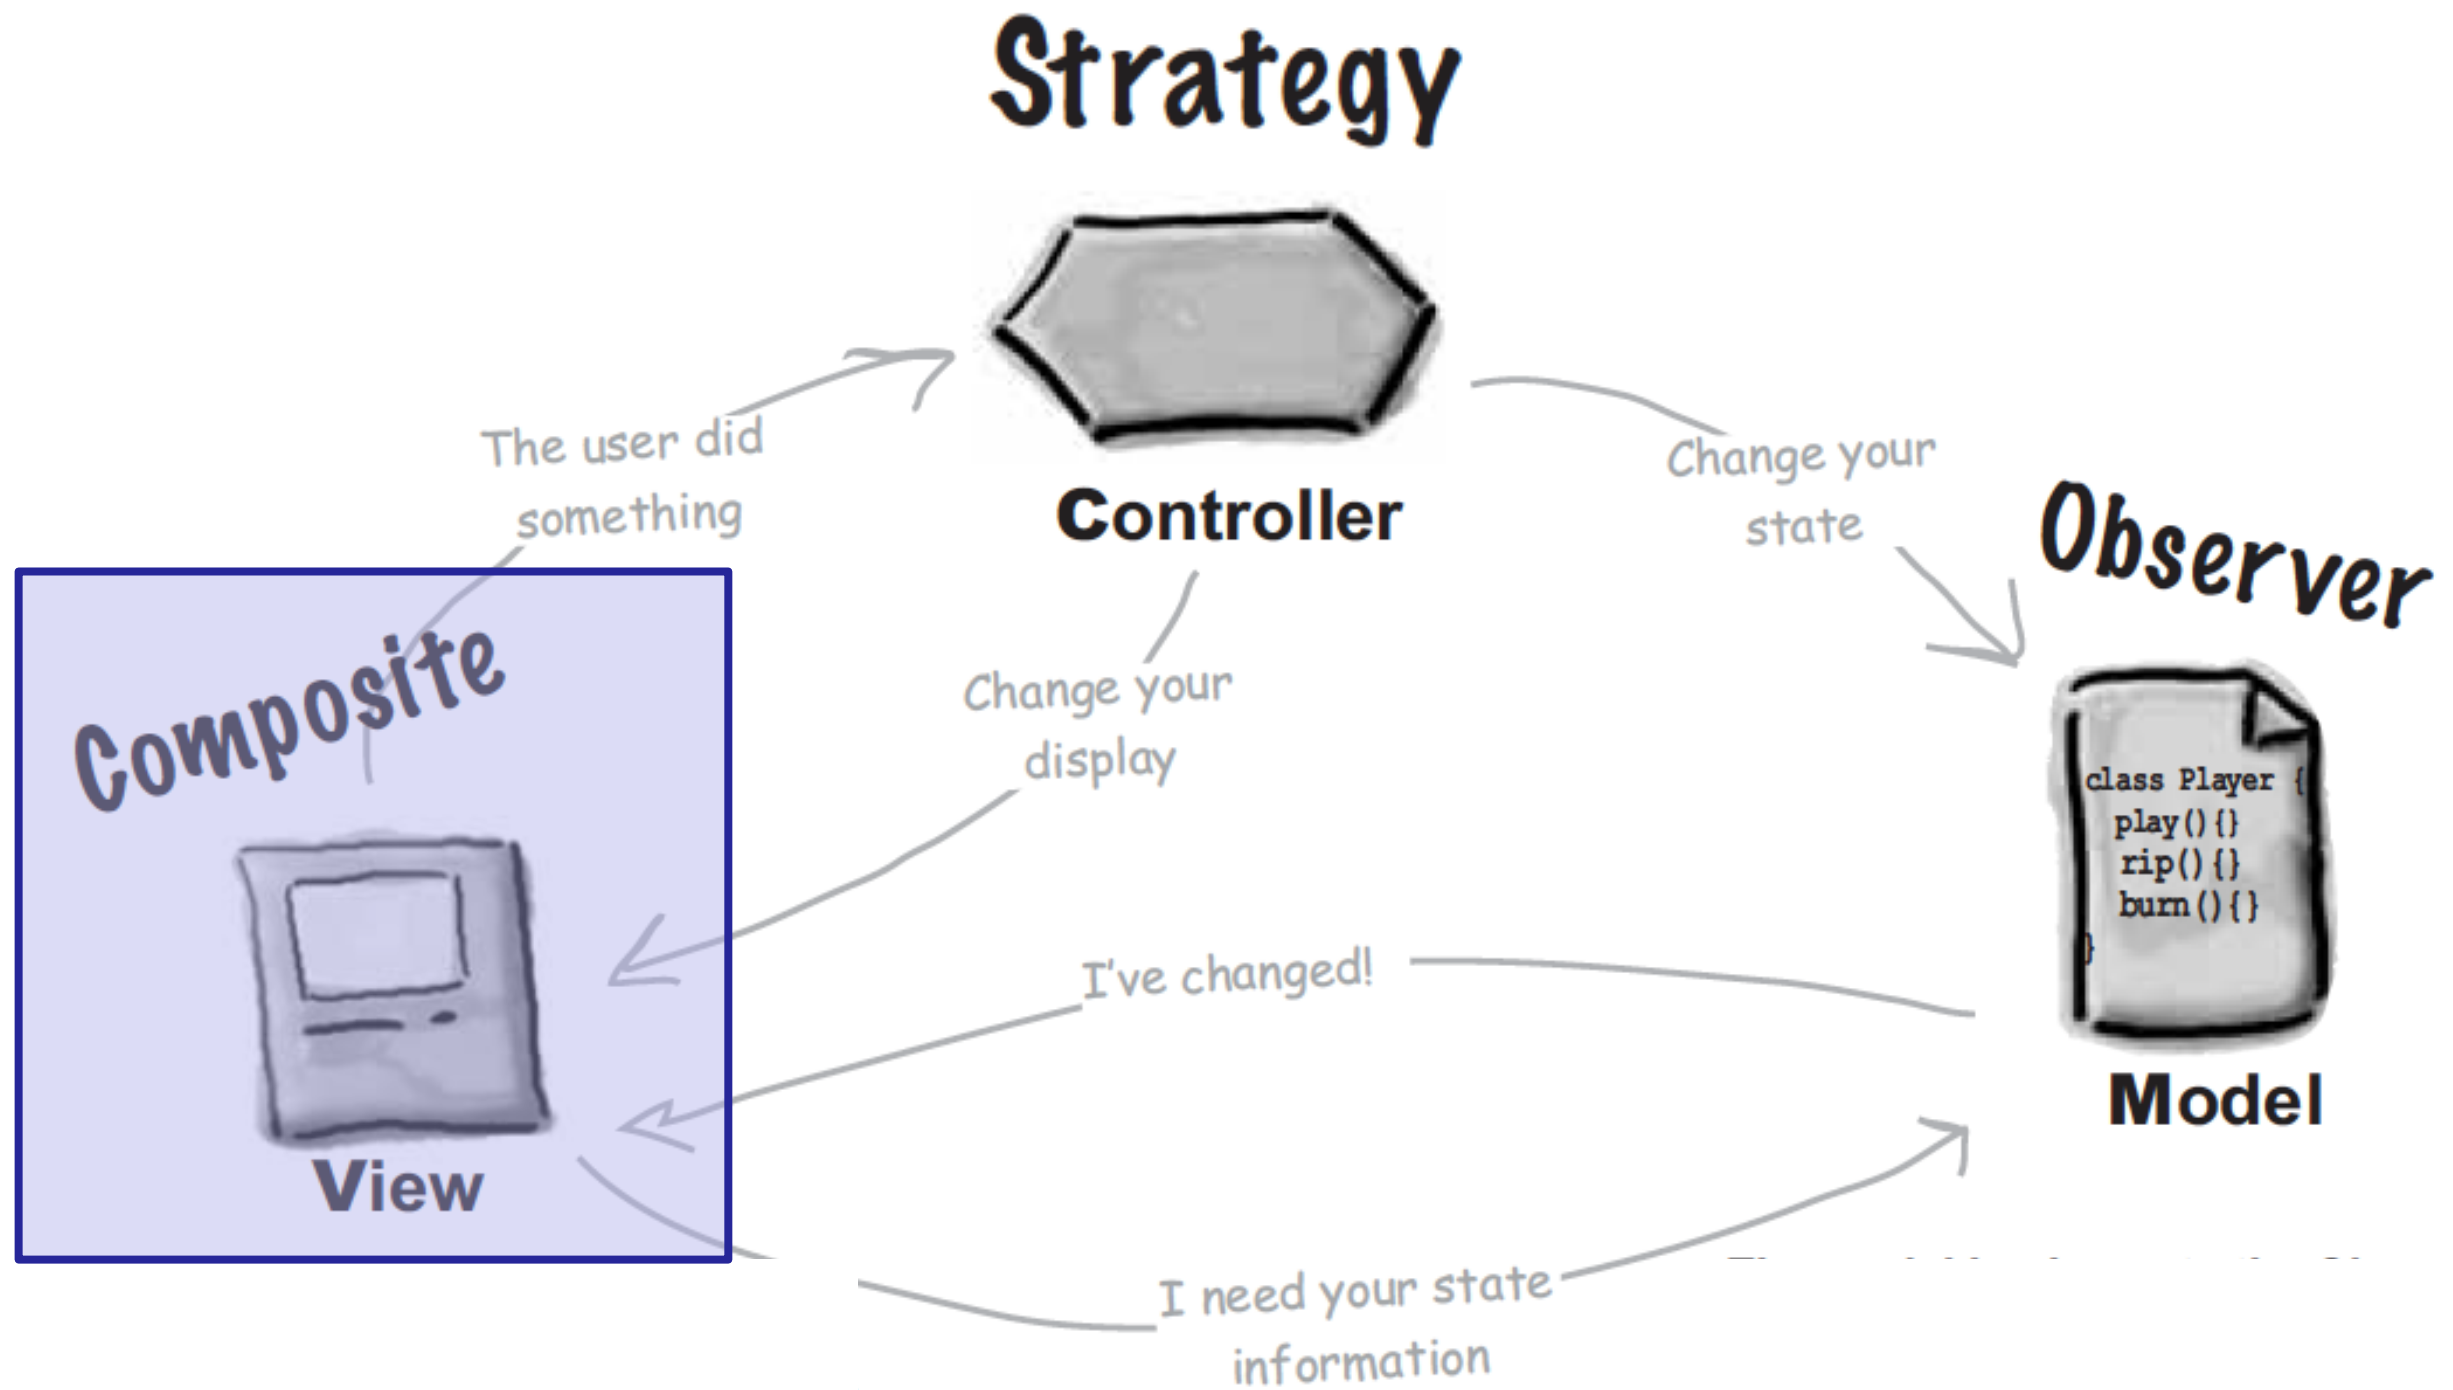 Strategy
The user did
something
Controller
Change your
state
Observer
Composite
Change your
display
class Player {
play(){}
rip(){}
burn(){}
}
I've changed!
Model
View
I need your state
information